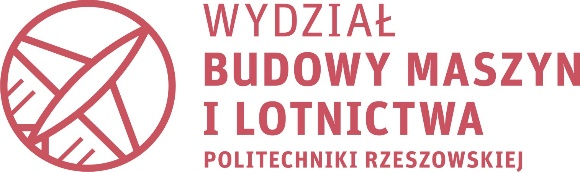 WYDZIAŁ
BUDOWY MASZYN
I LOTNICTWA
POLITECHNIKI RZESZOWSKIEJ